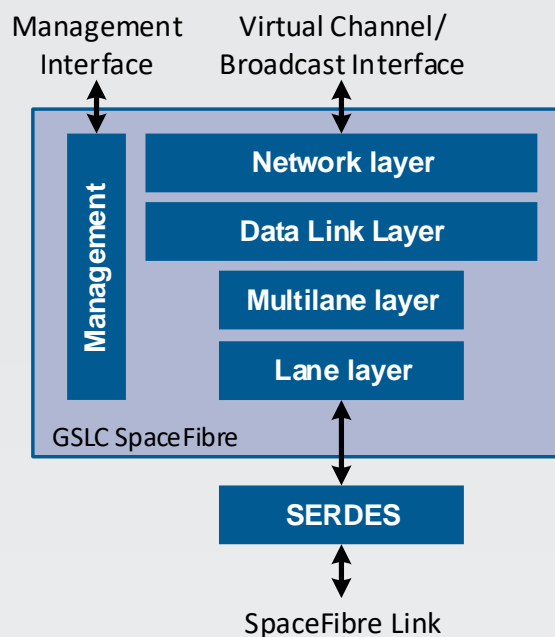 Management
Interface
Virtual Channel/
Broadcast Interface
Management
Network layer
Data Link Layer
Multilane layer
Lane layer
GSLC SpaceFibre
SERDES
SpaceFibre Link